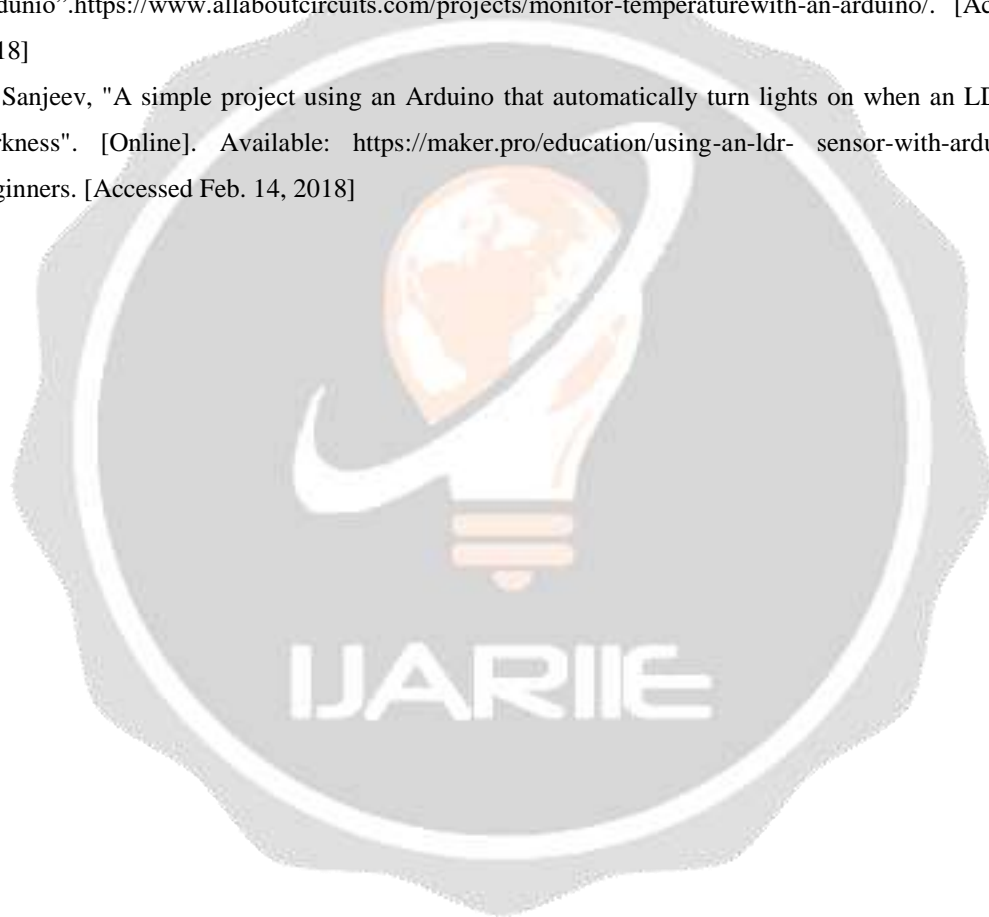 dunio”.https://www.allaboutcircuits.com/projects/monitor-temperaturewith-an-arduino/. [Ac
18]
Sanjeev, "A simple project using an Arduino that automatically turn lights on when an LD
rkness". [Online]. Available: https://maker.pro/education/using-an-ldr- sensor-with-ardu
ginners. [Accessed Feb. 14, 2018]
IJARIIE